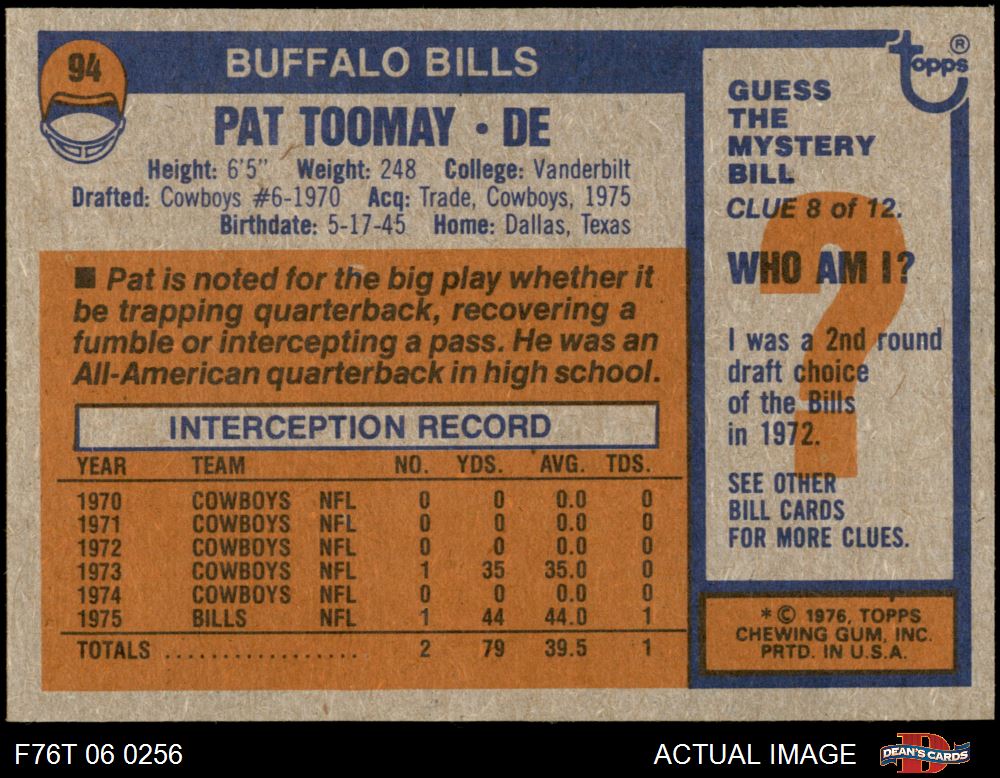 94
BUFFALO BILLS
PAT TOOMAY • DE
Height: 6'5" Weight: 248 College: Vanderbilt
Drafted: Cowboys #6-1970 Acq: Trade, Cowboys, 1975
Birthdate: 5-17-45 Home: Dallas, Texas
■ Pat is noted for the big play whether it
be trapping quarterback, recovering a
fumble or intercepting a pass. He was an
All-American quarterback in high school.
INTERCEPTION RECORD
YEAR TEAM NO. YDS. AVG. TDS.
1970 COWBOYS NFL 0 0 0.0 0
1971 COWBOYS NFL 0 0 0.0 0
1972 COWBOYS NFL 0 0 0.0 0
1973 COWBOYS NFL 1 35 35.0 0
1974 COWBOYS NFL 0 0 0.0 0
1975 BILLS NFL 1 44 44.0 1
TOTALS .................. 2 79 39.5 1
topps ®
GUESS
THE
MYSTERY
BILL
CLUE 8 of 12.
WHO AM I?
?
I was a 2nd round
draft choice
of the Bills
in 1972.
SEE OTHER
BILL CARDS
FOR MORE CLUES.
* © 1976, TOPPS
CHEWING GUM, INC.
PRTD. IN U.S.A.
F76T 06 0256
ACTUAL IMAGE
D
DEAN'S CARDS